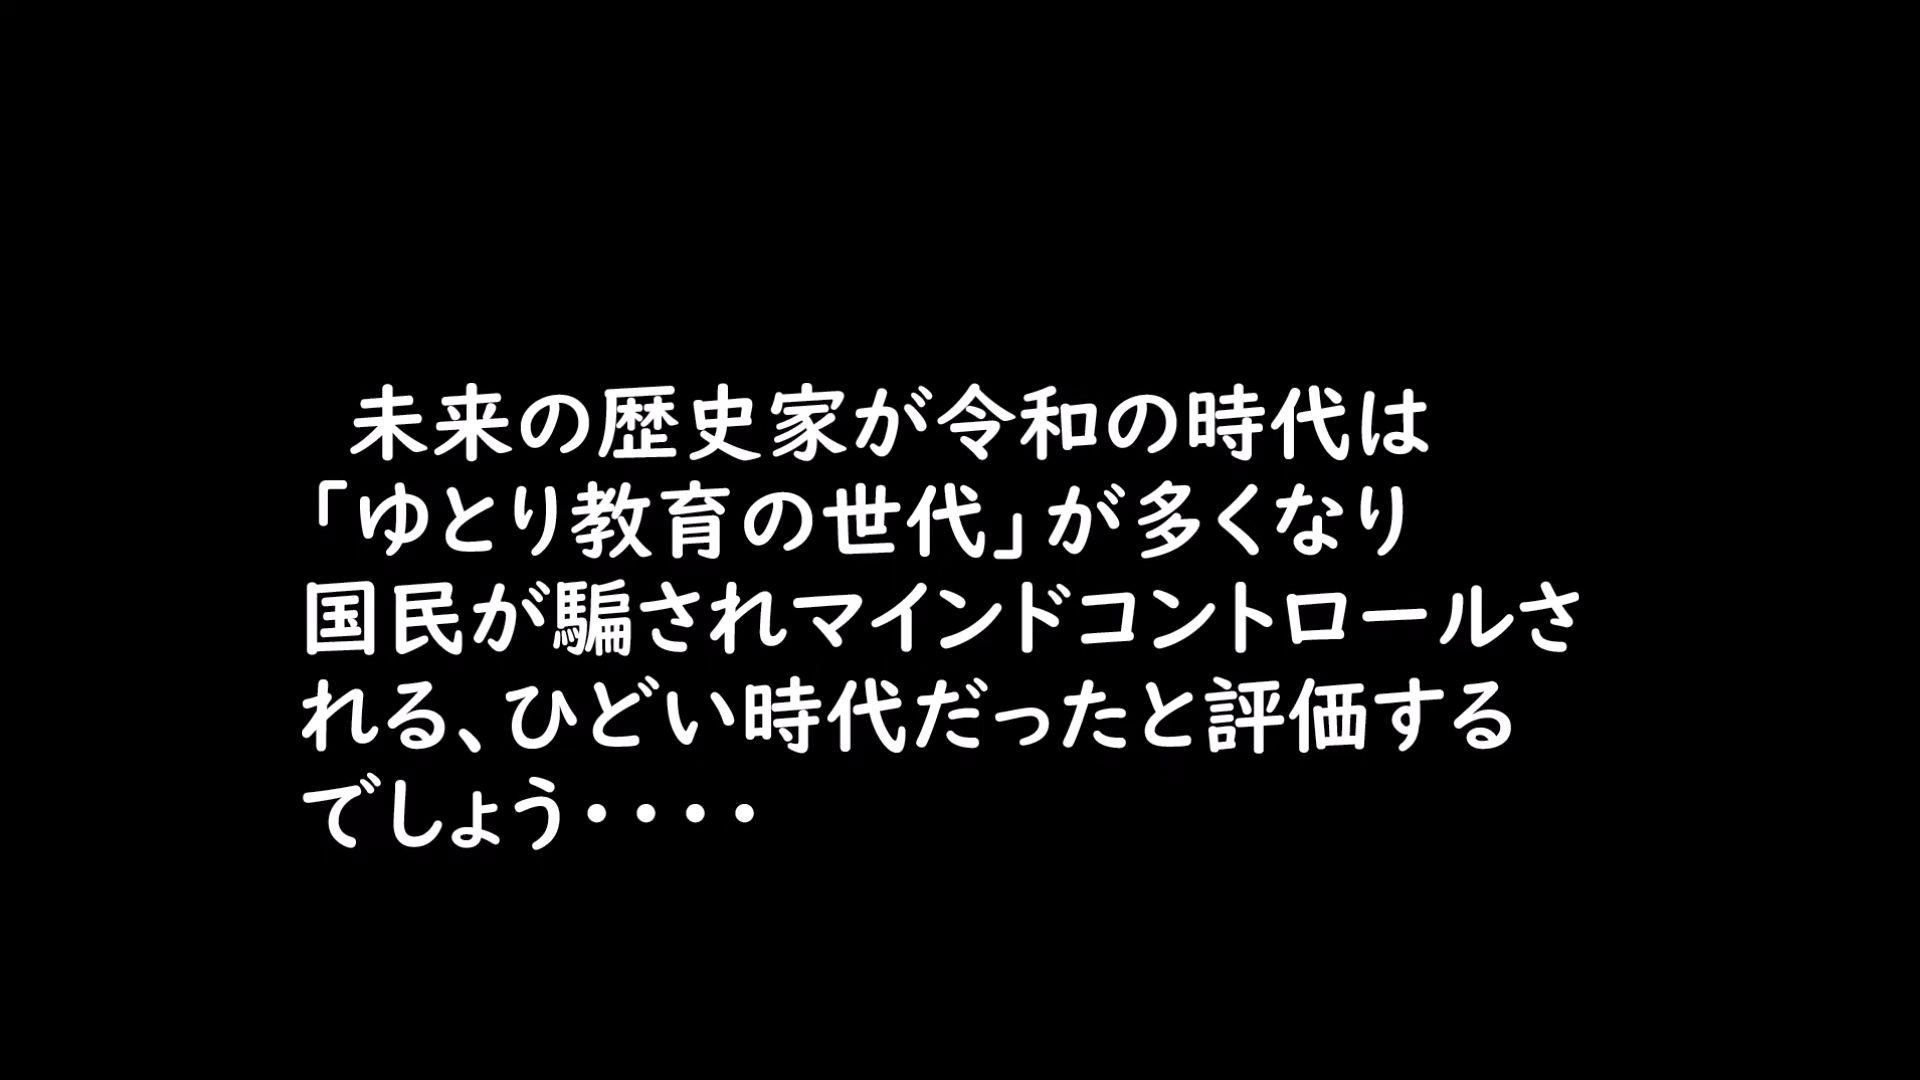 未来の歴史家が令和の時代は
「ゆとり教育の世代」が多くなり
国民が騙されマインドコントロールさ
れる、ひどい時代だったと評価する
でしょう・・・・